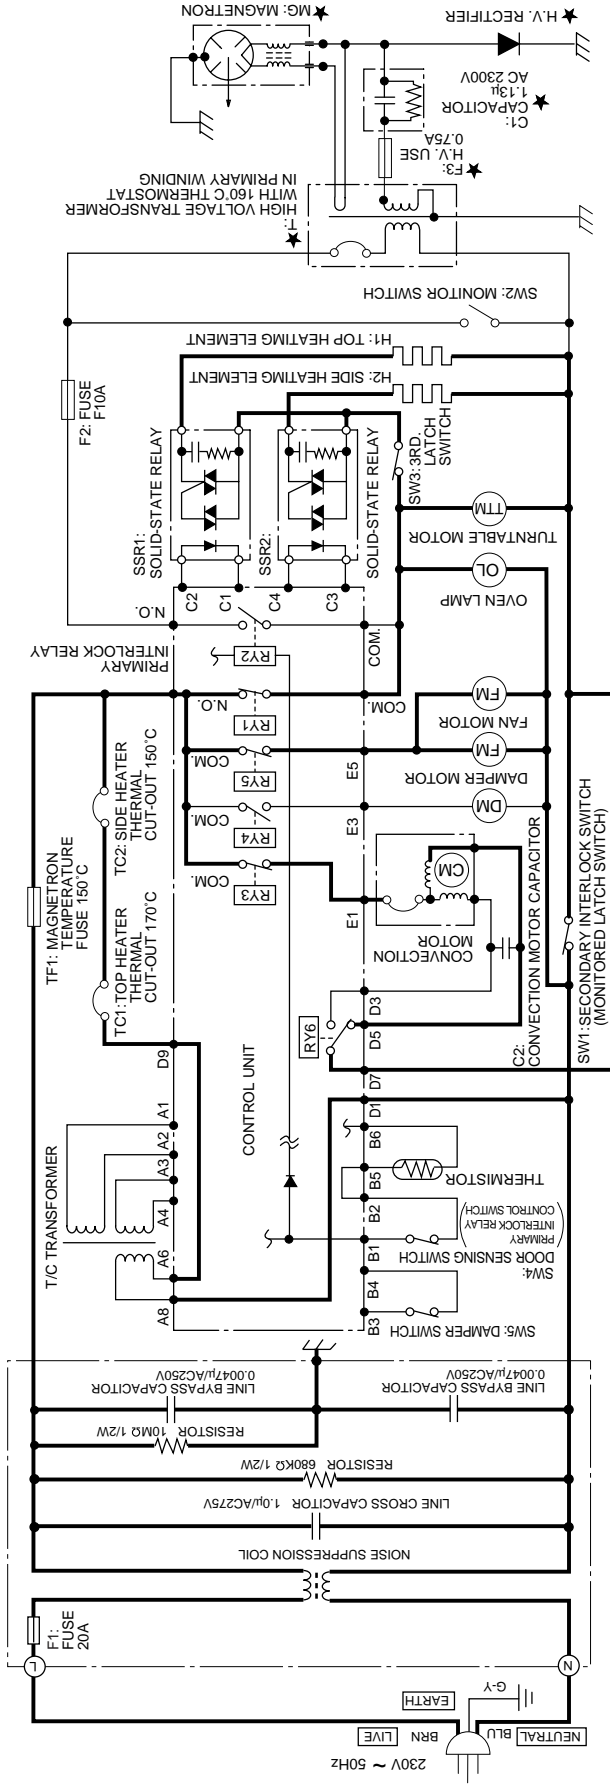 MG: MAGNETRON
H.V. RECTIFIER
C1:
CAPACITOR
1.13µ
AC 2300V
F3:
H.V. USE
0.75A
T:
HIGH VOLTAGE TRANSFORMER
WITH 160˚C THERMOSTAT
IN PRIMARY WINDING
SW2: MONITOR SWITCH
F2: FUSE
F10A
H1: TOP HEATING ELEMENT
H2: SIDE HEATING ELEMENT
SSR1:
SOLID-STATE RELAY
SSR2:
SOLID-STATE RELAY
SW3: 3RD.
LATCH
SWITCH
C2
C1
C4
C3
TTM
TURNTABLE MOTOR
OL
OVEN LAMP
N.O.
RY2
COM.
PRIMARY
INTERLOCK RELAY
N.O.
RY1
COM.
FM
FAN MOTOR
COM.
RY5
E5
FM
DAMPER MOTOR
COM.
RY4
E3
DM
COM.
RY3
E1
TC2: SIDE HEATER
THERMAL
CUT-OUT 150˚C
TF1: MAGNETRON
TEMPERATURE
FUSE 150˚C
TC1: TOP HEATER
THERMAL
CUT-OUT 170˚C
CM
CONVECTION
MOTOR
C2:
CONVECTION MOTOR CAPACITOR
SW1: SECONDARY INTERLOCK SWITCH
(MONITORED LATCH SWITCH)
RY6
D3
D5
D7
D1
D9
CONTROL UNIT
T/C TRANSFORMER
A1
A2
A3
A4
A6
A8
B6
B5
B2
B1
B4
B3
THERMISTOR
(PRIMARY
INTERLOCK RELAY
CONTROL SWITCH)
SW4:
DOOR SENSING SWITCH
SW5: DAMPER SWITCH
LINE BYPASS CAPACITOR
0.0047µ/AC250V
LINE BYPASS CAPACITOR
0.0047µ/AC250V
RESISTOR 10MΩ 1/2W
RESISTOR 680KΩ 1/2W
LINE CROSS CAPACITOR 1.0µ/AC275V
NOISE SUPPRESSION COIL
F1:
FUSE
20A
L
N
G-Y
EARTH
NEUTRAL
BLU
BRN
LIVE
230V ~ 50Hz